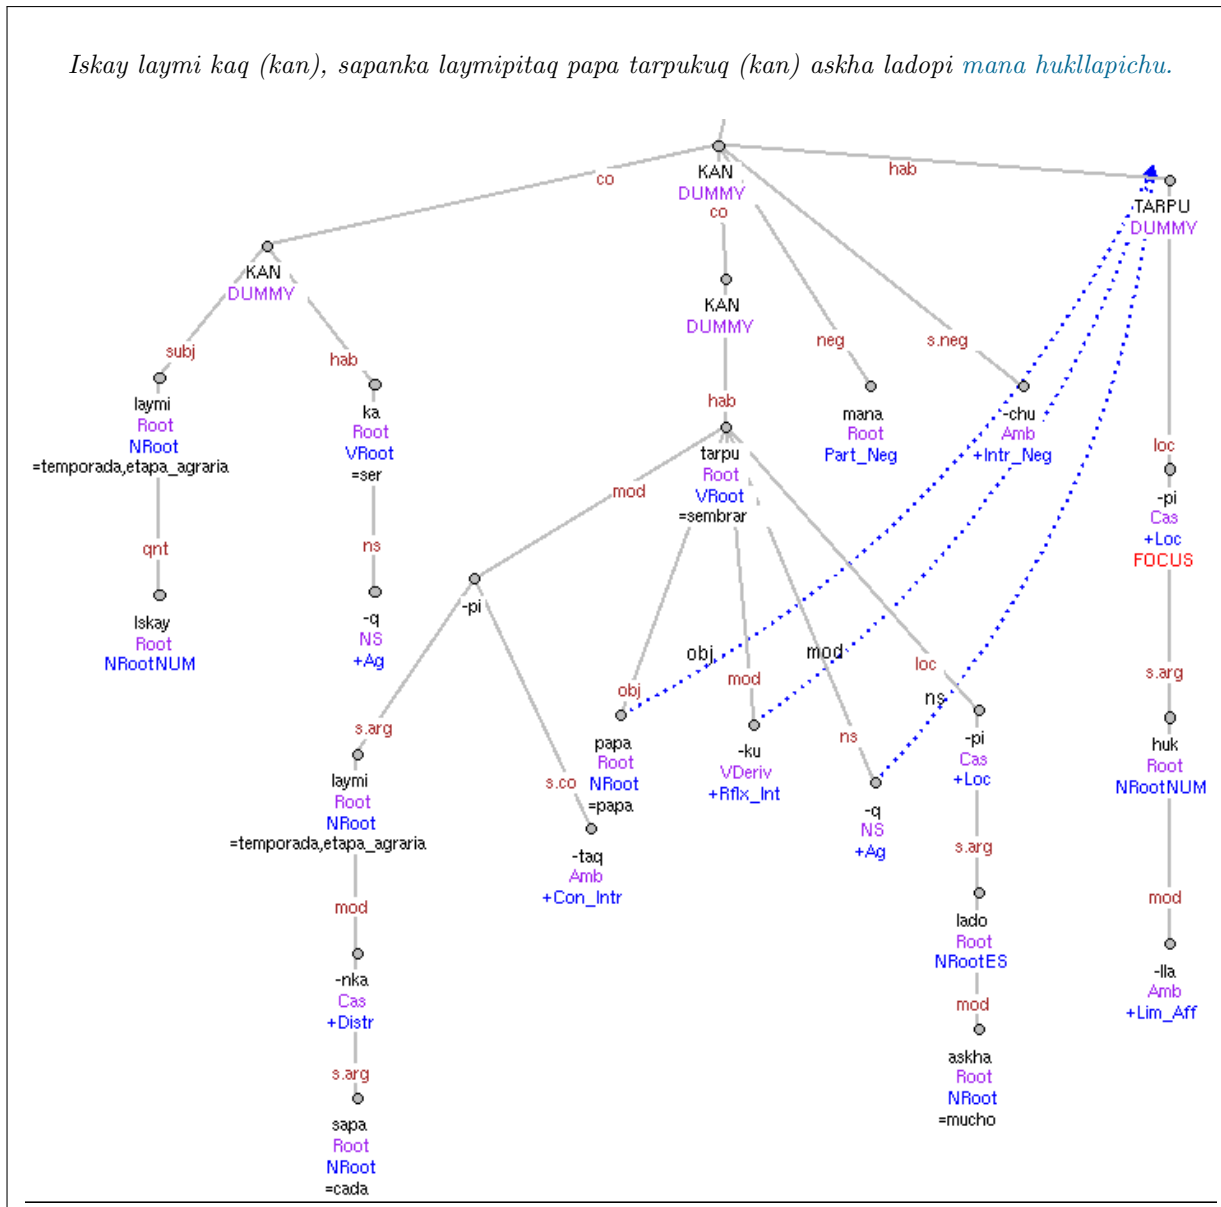 Iskay laymi kaq (kan), sapanka laymipitaq papa tarpukuq (kan) askha ladopi mana hukllapichu.
co
hab
KAN
DUMMY
co
TARPU
DUMMY
KAN
DUMMY
KAN
DUMMY
subj
hab
neg
s.neg
hab
laymi
Root
NRoot
=temporada,etapa_agraria
ka
Root
VRoot
=ser
mana
Root
Part_Neg
-chu
Amb
+Intr_Neg
loc
tarpu
Root
VRoot
=sembrar
mod
-pi
Cas
+Loc
FOCUS
qnt
ns
Iskay
Root
NRootNUM
-q
NS
+Ag
-pi
obj
mod
loc
s.arg
obj
mod
ns
s.arg
ns
papa
Root
NRoot
=papa
-ku
VDeriv
+Rflx_Int
-pi
Cas
+Loc
huk
Root
NRootNUM
laymi
Root
NRoot
=temporada,etapa_agraria
s.co
-taq
Amb
+Con_Intr
-q
NS
+Ag
s.arg
mod
mod
lado
Root
NRootES
-nka
Cas
+Distr
mod
-lla
Amb
+Lim_Aff
s.arg
askha
Root
NRoot
=mucho
sapa
Root
NRoot
=cada